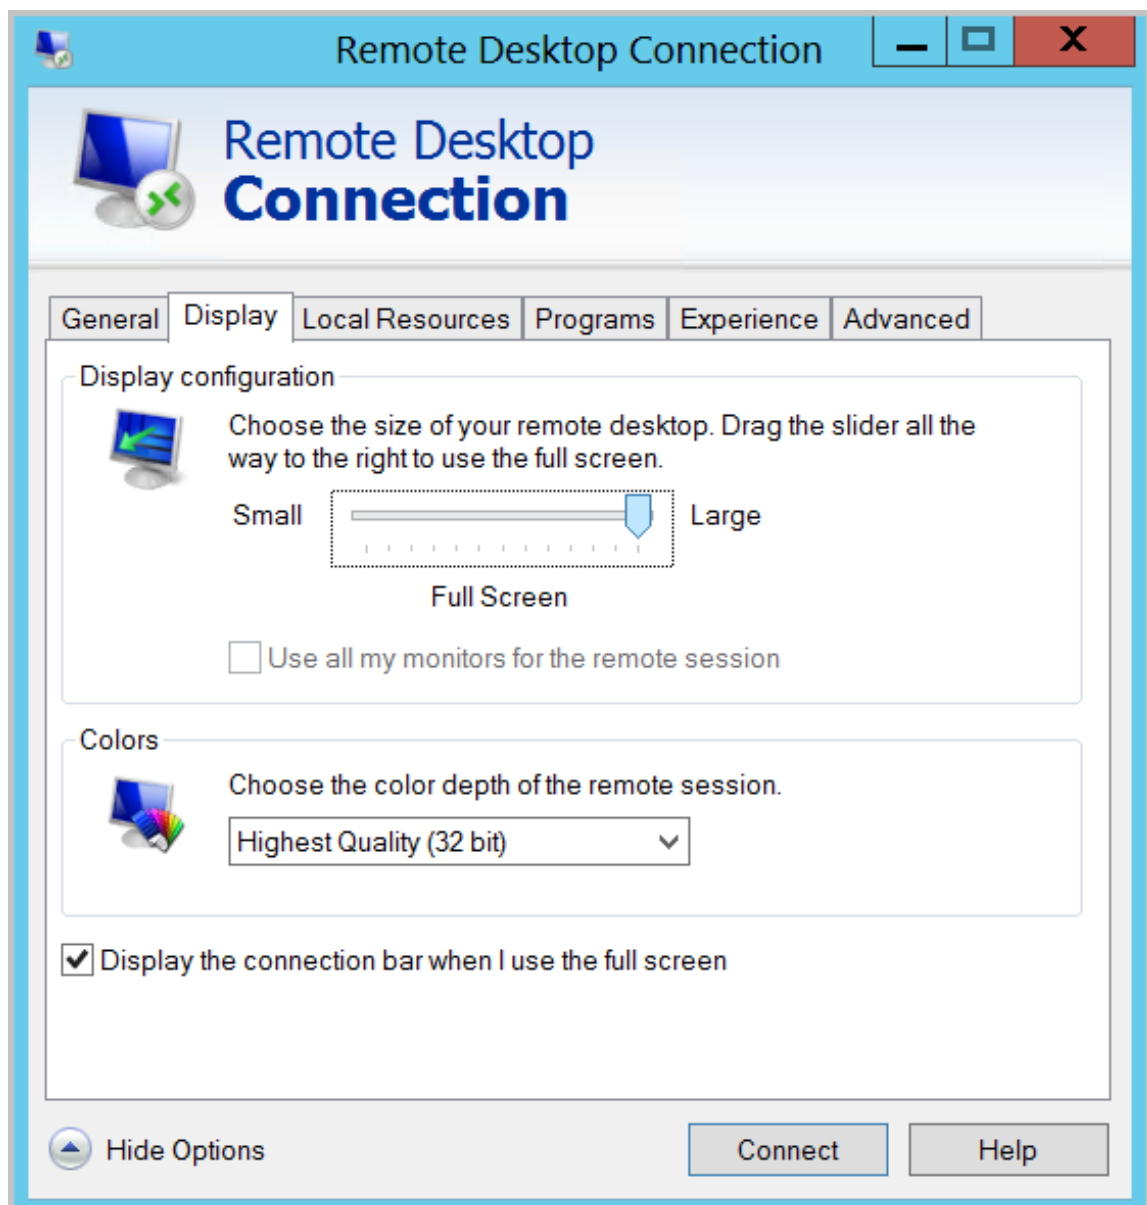 Remote Desktop Connection
Remote Desktop
Connection
General Display Local Resources Programs Experience Advanced
Display configuration
Choose the size of your remote desktop. Drag the slider all the
way to the right to use the full screen.
Small Large
Full Screen
Use all my monitors for the remote session
Colors
Choose the color depth of the remote session.
Highest Quality (32 bit)
Display the connection bar when I use the full screen
Hide Options Connect Help